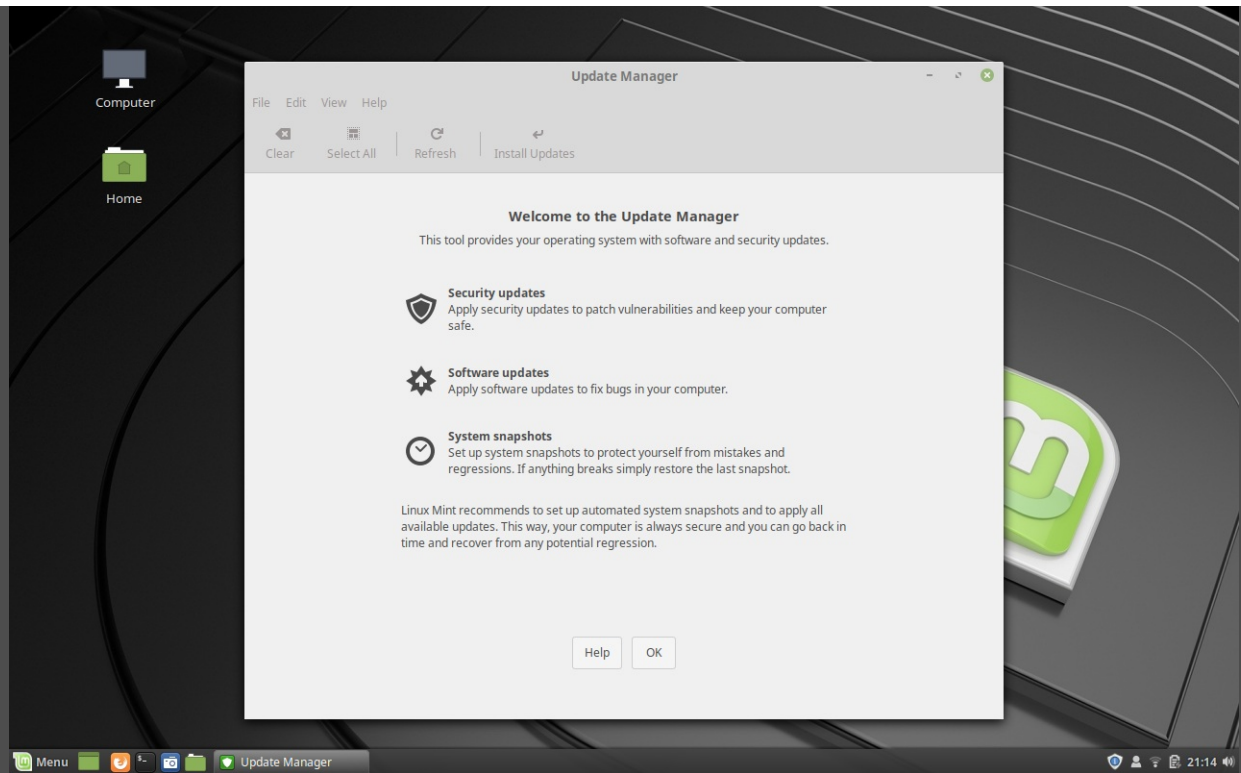 Computer
Home
Update Manager
File Edit View Help
Clear Select All Refresh Install Updates
Welcome to the Update Manager
This tool provides your operating system with software and security updates.
Security updates
Apply security updates to patch vulnerabilities and keep your computer
safe.
Software updates
Apply software updates to fix bugs in your computer.
System snapshots
Set up system snapshots to protect yourself from mistakes and
regressions. If anything breaks simply restore the last snapshot.
Linux Mint recommends to set up automated system snapshots and to apply all
available updates. This way, your computer is always secure and you can go back in
time and recover from any potential regression.
Help OK
Menu Update Manager 21:14